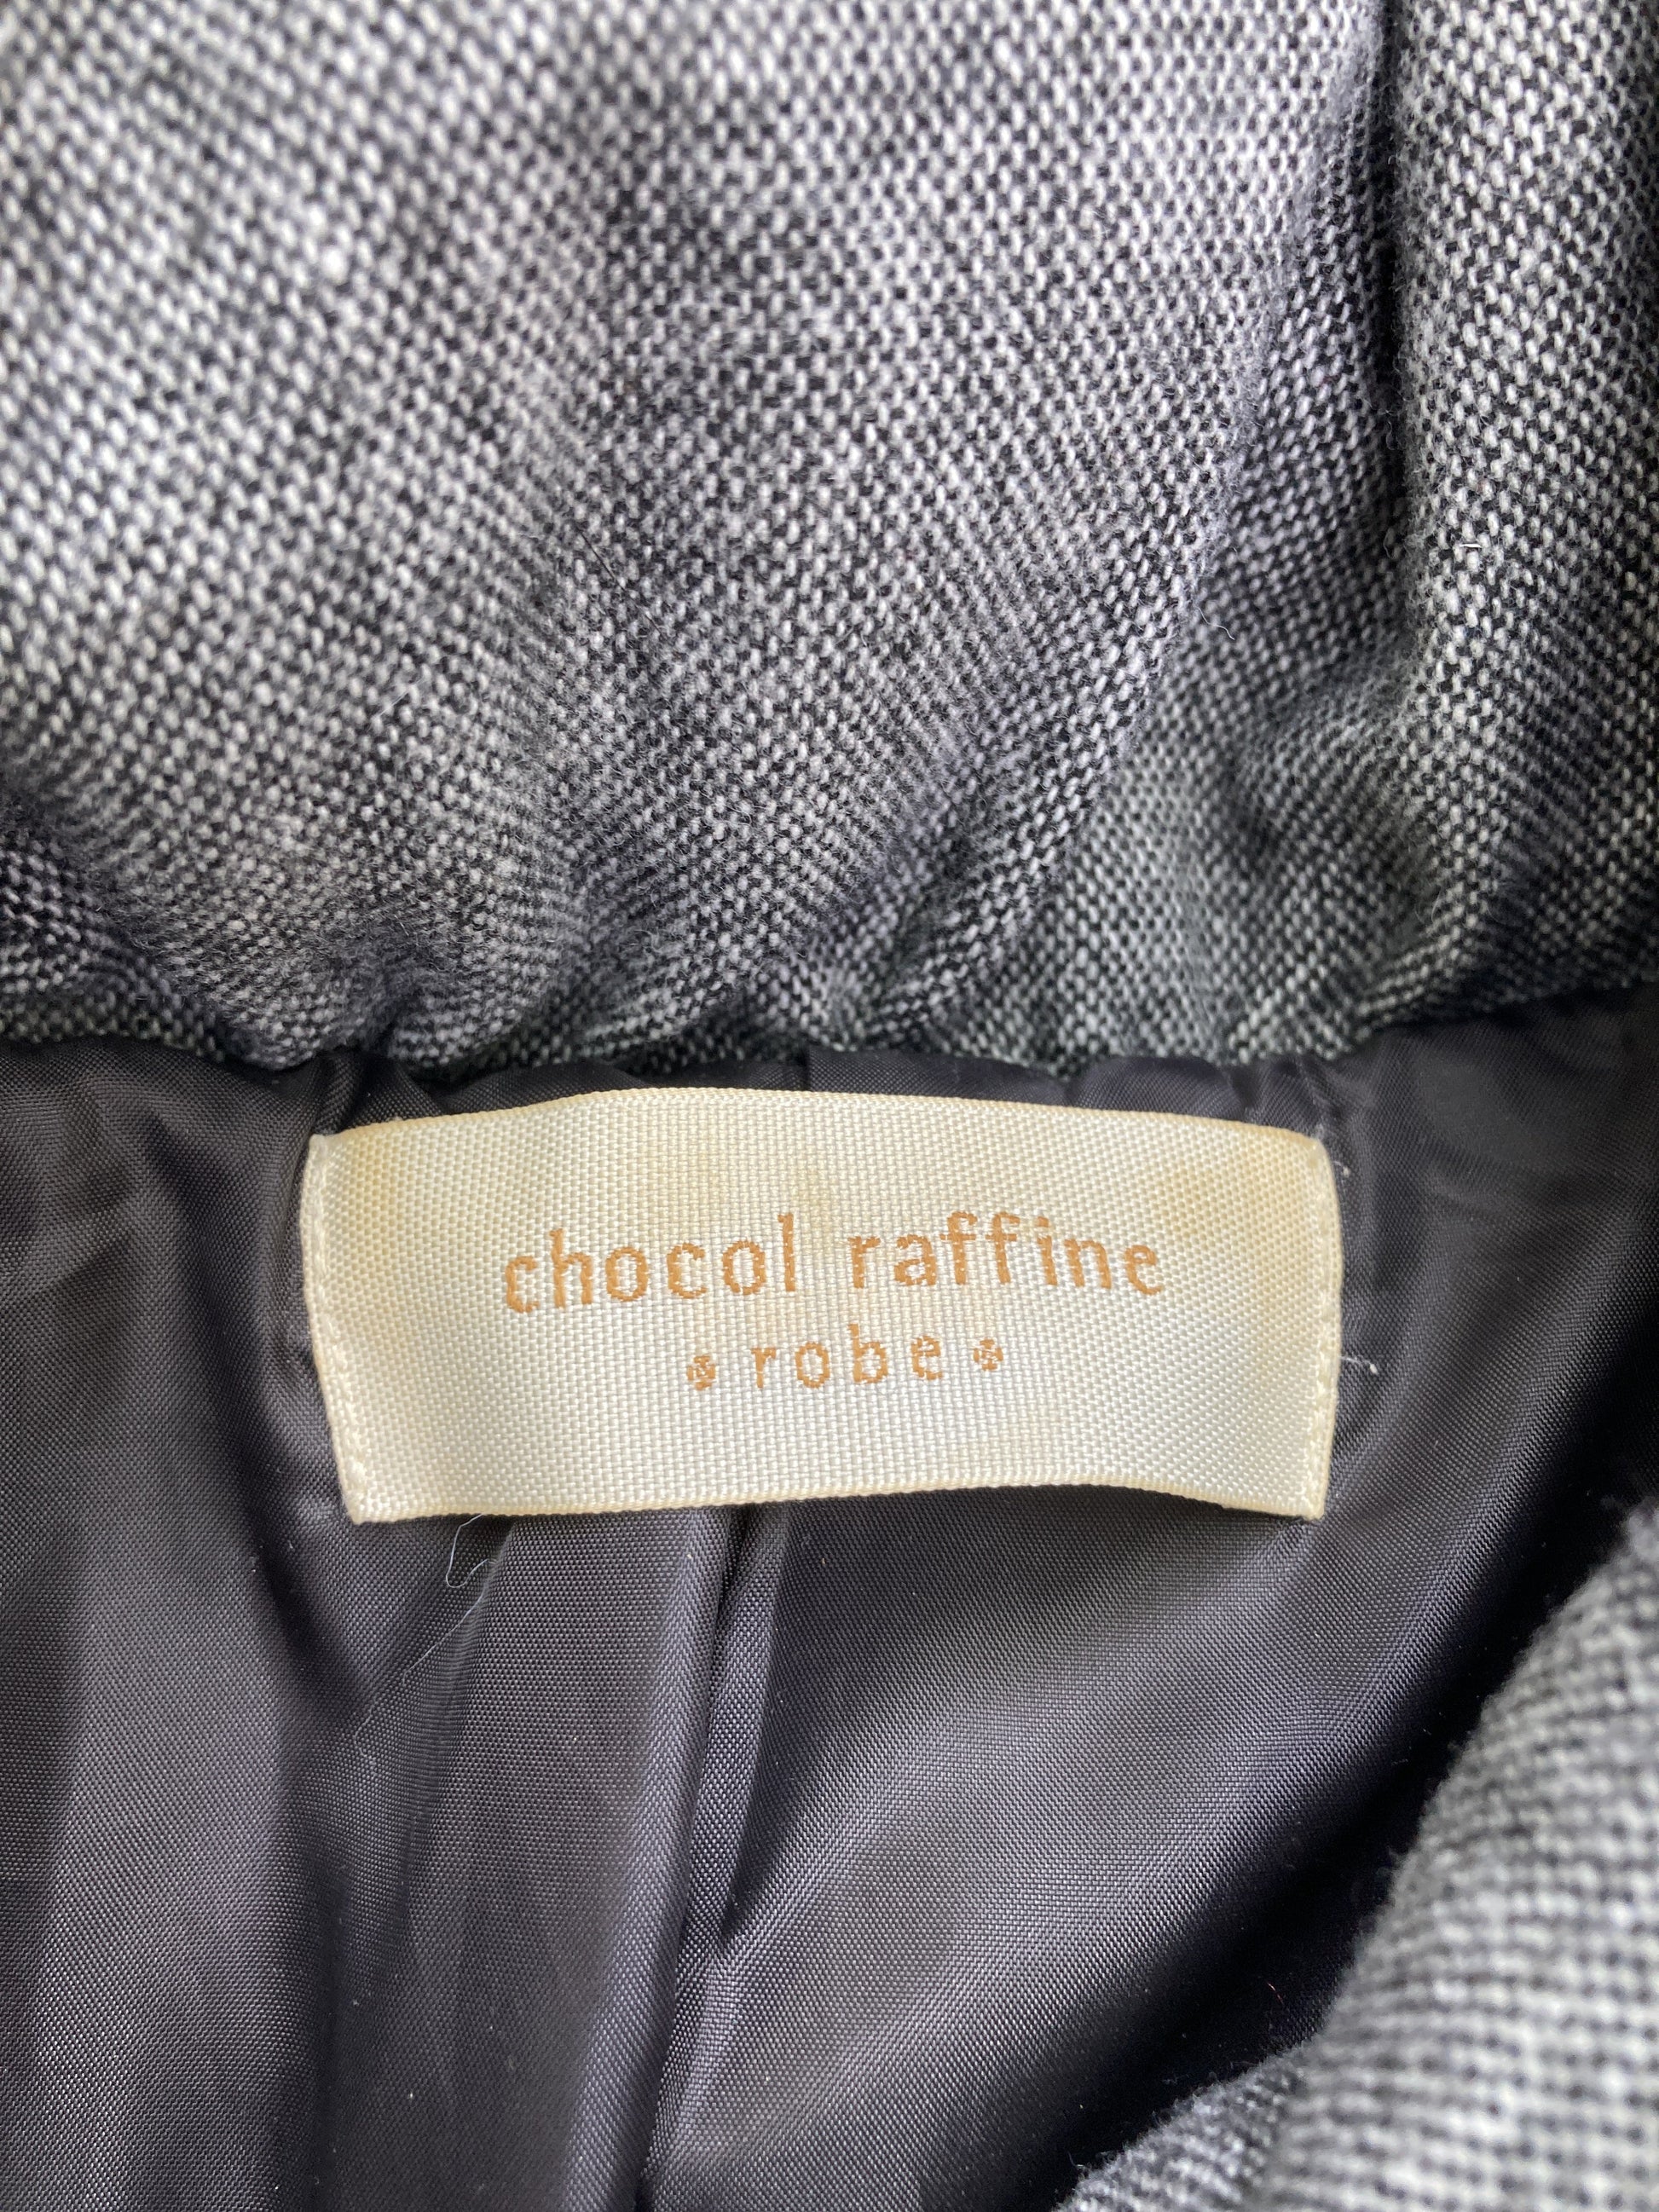 chocol raffine
robe